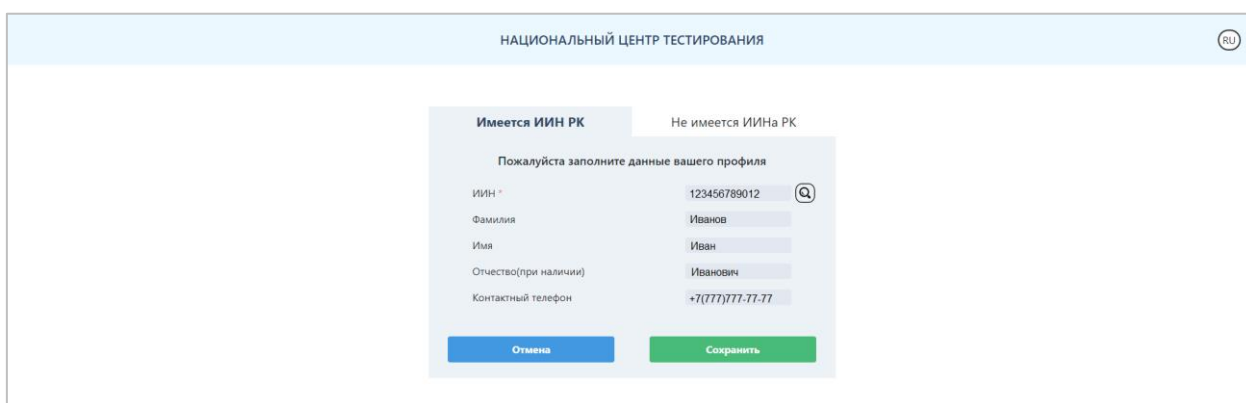 НАЦИОНАЛЬНЫЙ ЦЕНТР ТЕСТИРОВАНИЯ
RU
Имеется ИИН РК
Не имеется ИИНа РК
Пожалуйста заполните данные вашего профиля
ИИН * 123456789012
Фамилия Иванов
Имя Иван
Отчество(при наличии) Иванович
Контактный телефон +7(777)777-77-77
Отмена
Сохранить